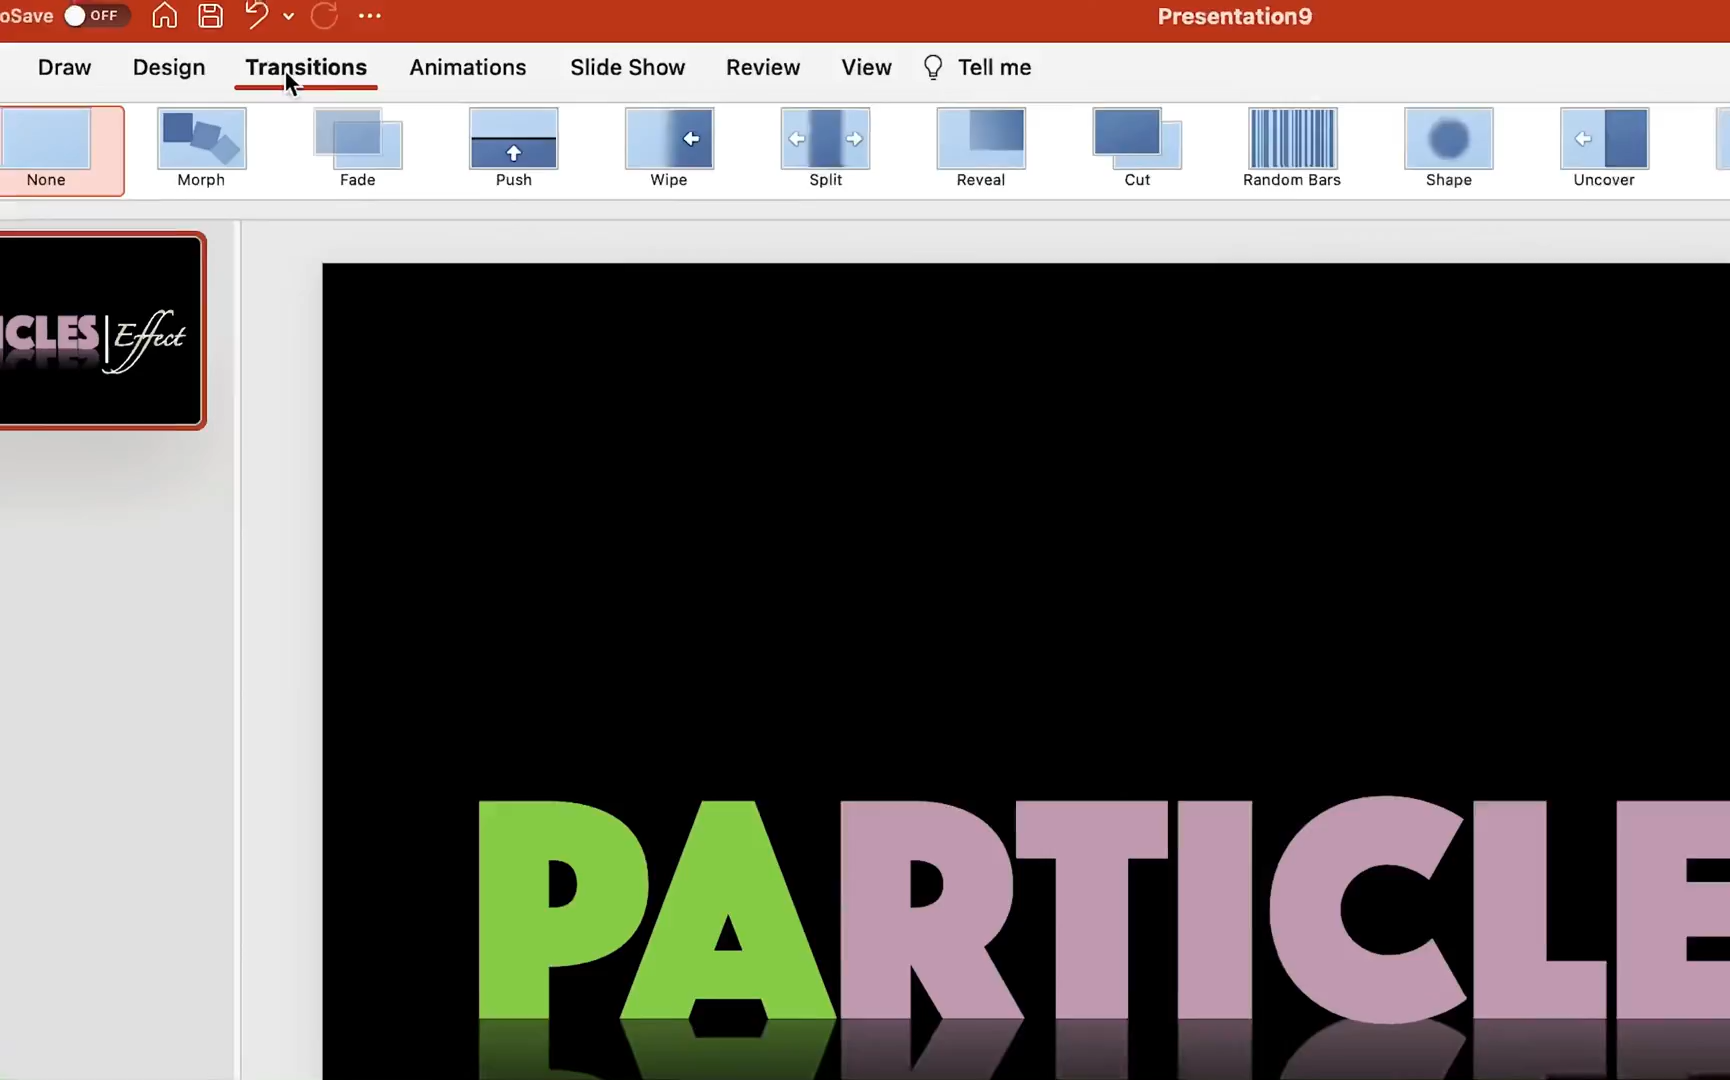 oSave OFF Presentation9
Draw Design Transitions Animations Slide Show Review View Tell me
None Morph Fade Push Wipe Split Reveal Cut Random Bars Shape Uncover
ICLES Effect
PARTICLE